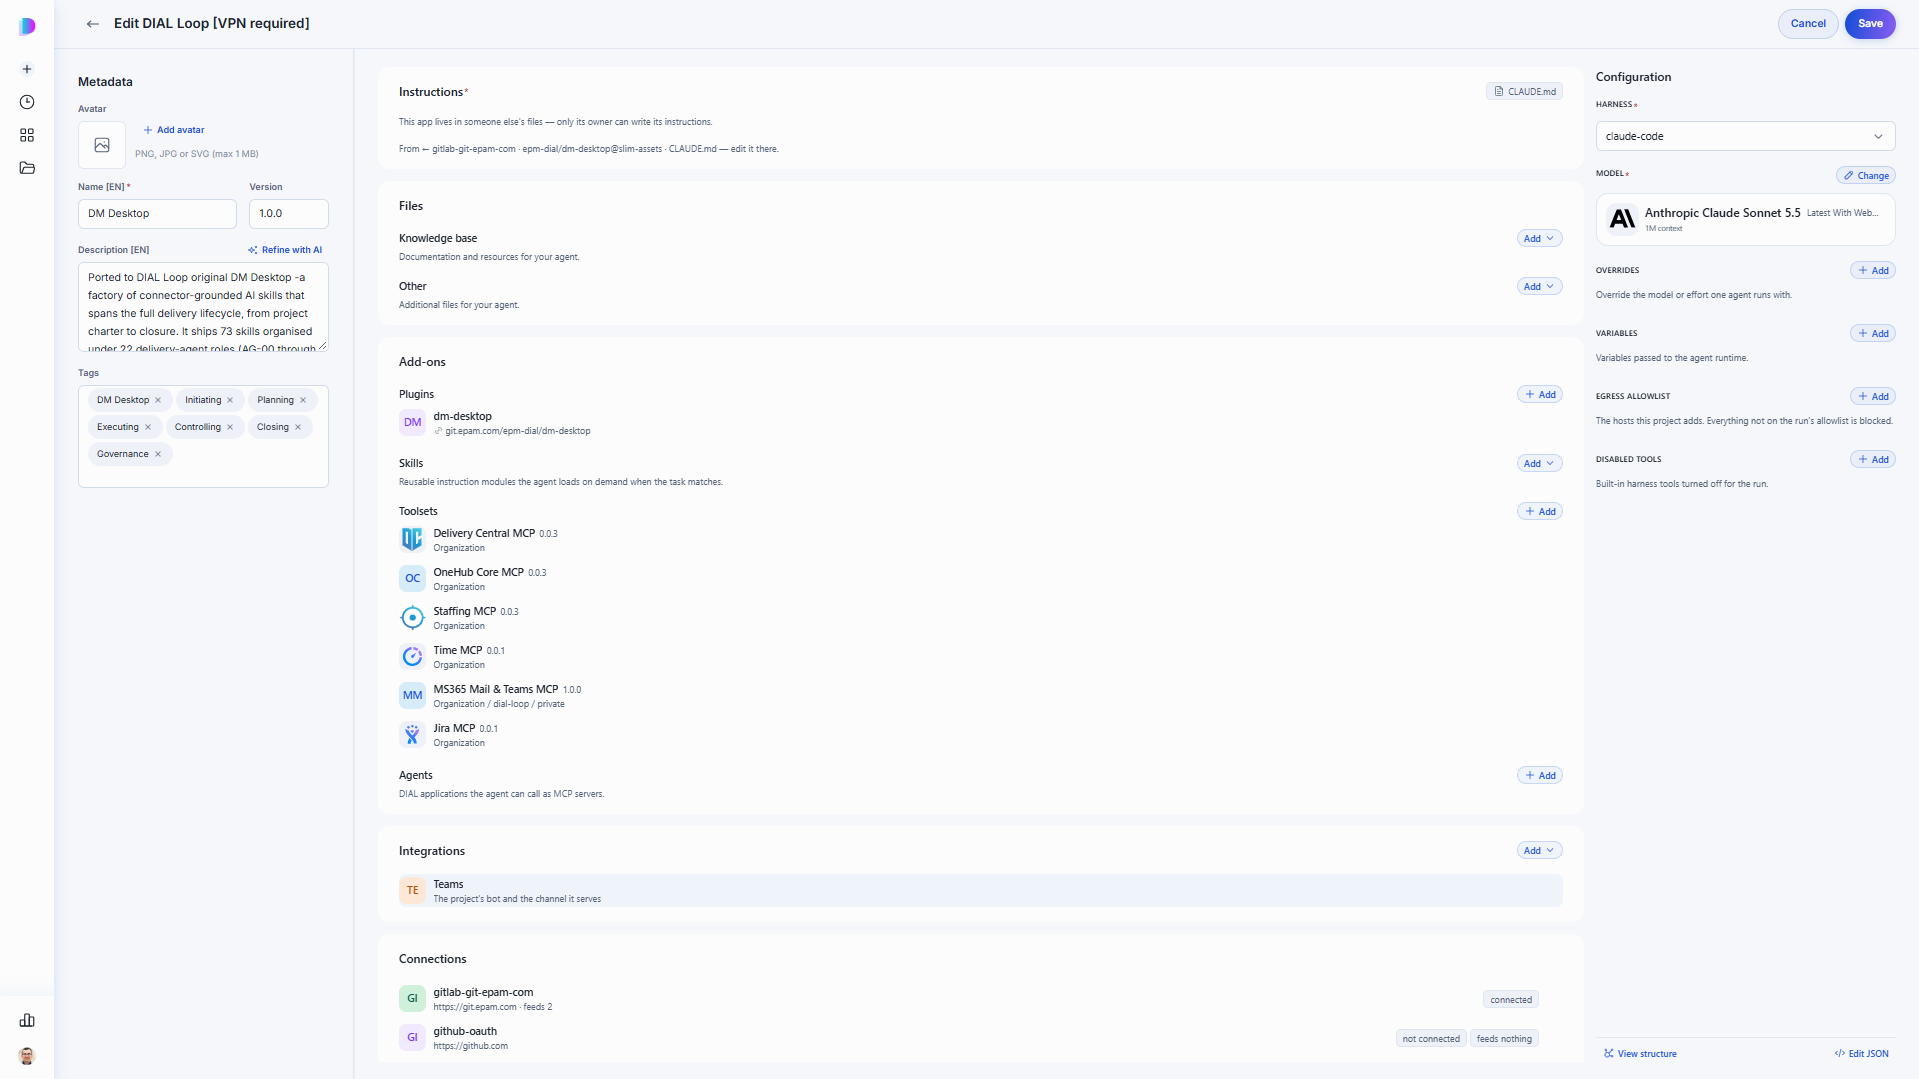 Edit DIAL Loop [VPN required]
Cancel
Save
Metadata
Avatar
Add avatar
PNG, JPG or SVG (max 1 MB)
Name [EN] *
Version
DM Desktop
1.0.0
Description [EN]
Refine with AI
Ported to DIAL Loop original DM Desktop -a
factory of connector-grounded AI skills that
spans the full delivery lifecycle, from project
charter to closure. It ships 73 skills organised
under 22 delivery-agent roles (AG-00 through
Tags
DM Desktop ×
Initiating ×
Planning ×
Executing ×
Controlling ×
Closing ×
Governance ×
Instructions*
CLAUDE.md
This app lives in someone else's files — only its owner can write its instructions.
From ← gitlab-git-epam-com · epm-dial/dm-desktop@slim-assets · CLAUDE.md — edit it there.
Files
Knowledge base
Add
Documentation and resources for your agent.
Other
Add
Additional files for your agent.
Add-ons
Plugins
Add
DM
dm-desktop
git.epam.com/epm-dial/dm-desktop
Skills
Add
Reusable instruction modules the agent loads on demand when the task matches.
Toolsets
Add
DC
Delivery Central MCP 0.0.3
Organization
OC
OneHub Core MCP 0.0.3
Organization
Staffing MCP 0.0.3
Organization
Time MCP 0.0.1
Organization
MM
MS365 Mail & Teams MCP 1.0.0
Organization / dial-loop / private
Jira MCP 0.0.1
Organization
Agents
Add
DIAL applications the agent can call as MCP servers.
Integrations
Add
TE
Teams
The project's bot and the channel it serves
Connections
GI
gitlab-git-epam-com
https://git.epam.com · feeds 2
connected
GI
github-oauth
https://github.com
not connected
feeds nothing
Configuration
HARNESS*
claude-code
MODEL*
Change
Anthropic Claude Sonnet 5.5 Latest With Web...
1M context
OVERRIDES
Add
Override the model or effort one agent runs with.
VARIABLES
Add
Variables passed to the agent runtime.
EGRESS ALLOWLIST
Add
The hosts this project adds. Everything not on the run's allowlist is blocked.
DISABLED TOOLS
Add
Built-in harness tools turned off for the run.
View structure
</> Edit JSON